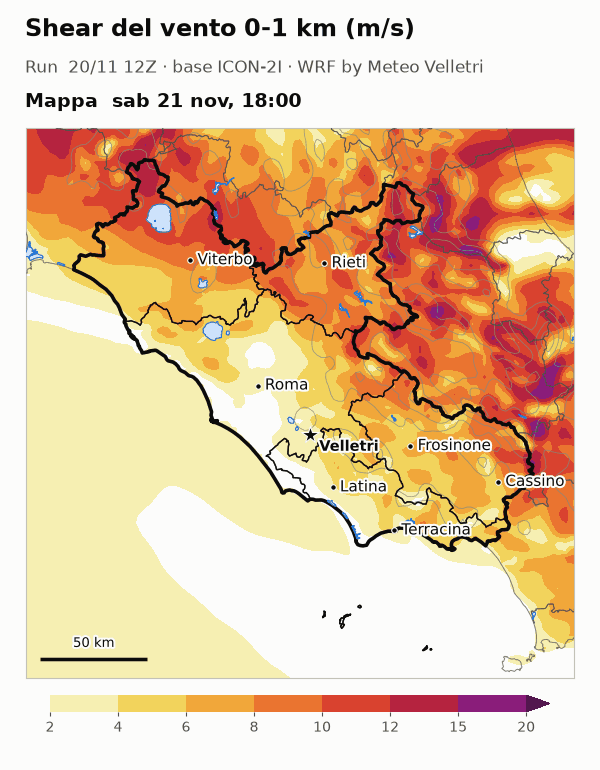 Shear del vento 0-1 km (m/s)
Run  20/11 12Z · base ICON-2I · WRF by Meteo Velletri
Mappa  sab 21 nov, 18:00
Viterbo
Rieti
Roma
Velletri
Frosinone
Latina
Cassino
Terracina
50 km
2 4 6 8 10 12 15 20